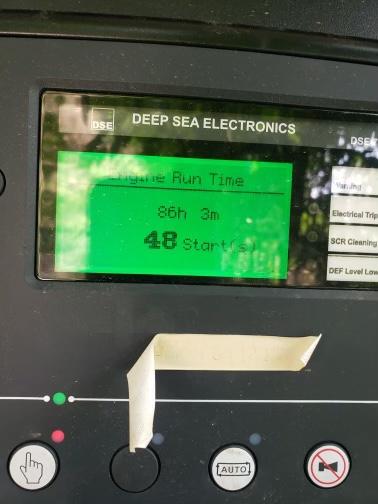 DSE
DEEP SEA ELECTRONICS
DSE
Engine Run Time
86h 3m
48 Start(s)
Warning
Electrical Trip
SCR Cleaning
DEF Level Low
AUTO